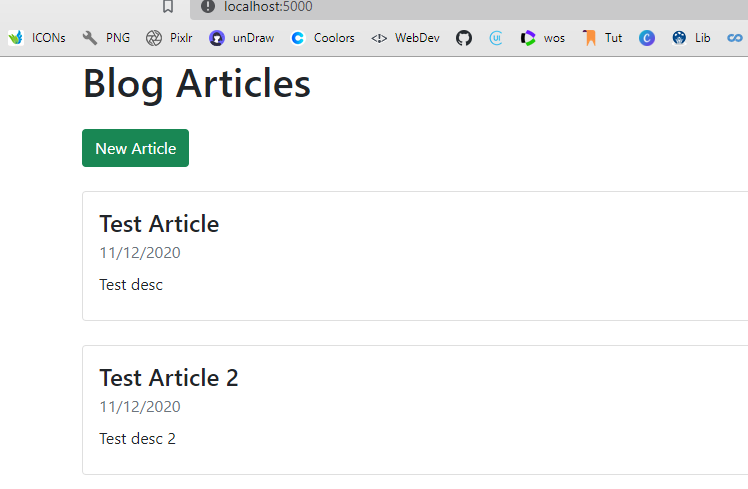 localhost:5000
ICONs PNG Pixlr unDraw Coolors WebDev wos Tut Lib
Blog Articles
New Article
Test Article
11/12/2020
Test desc
Test Article 2
11/12/2020
Test desc 2